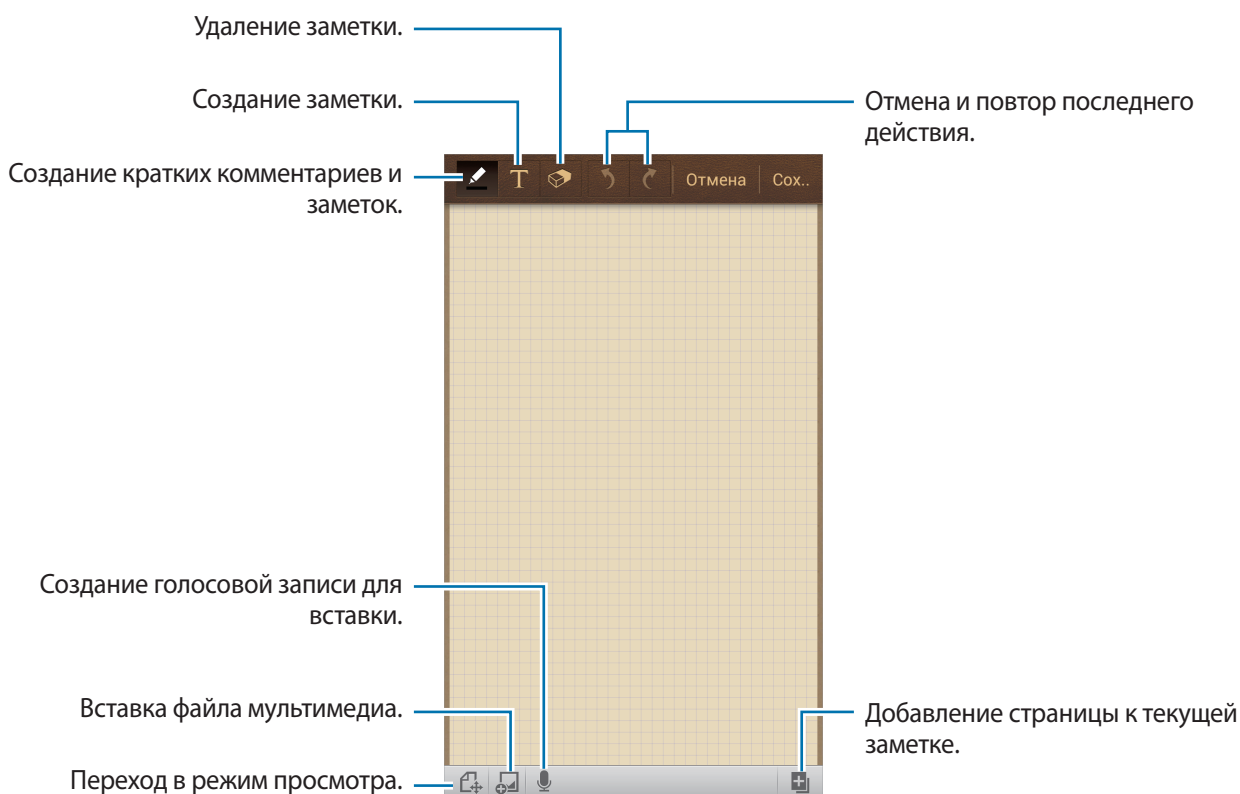 Удаление заметки.
Создание заметки.
Отмена и повтор последнего
действия.
Создание кратких комментариев и
заметок.
T
Отмена
Сох..
Создание голосовой записи для
вставки.
Вставка файла мультимедиа.
Добавление страницы к текущей
заметке.
Переход в режим просмотра.